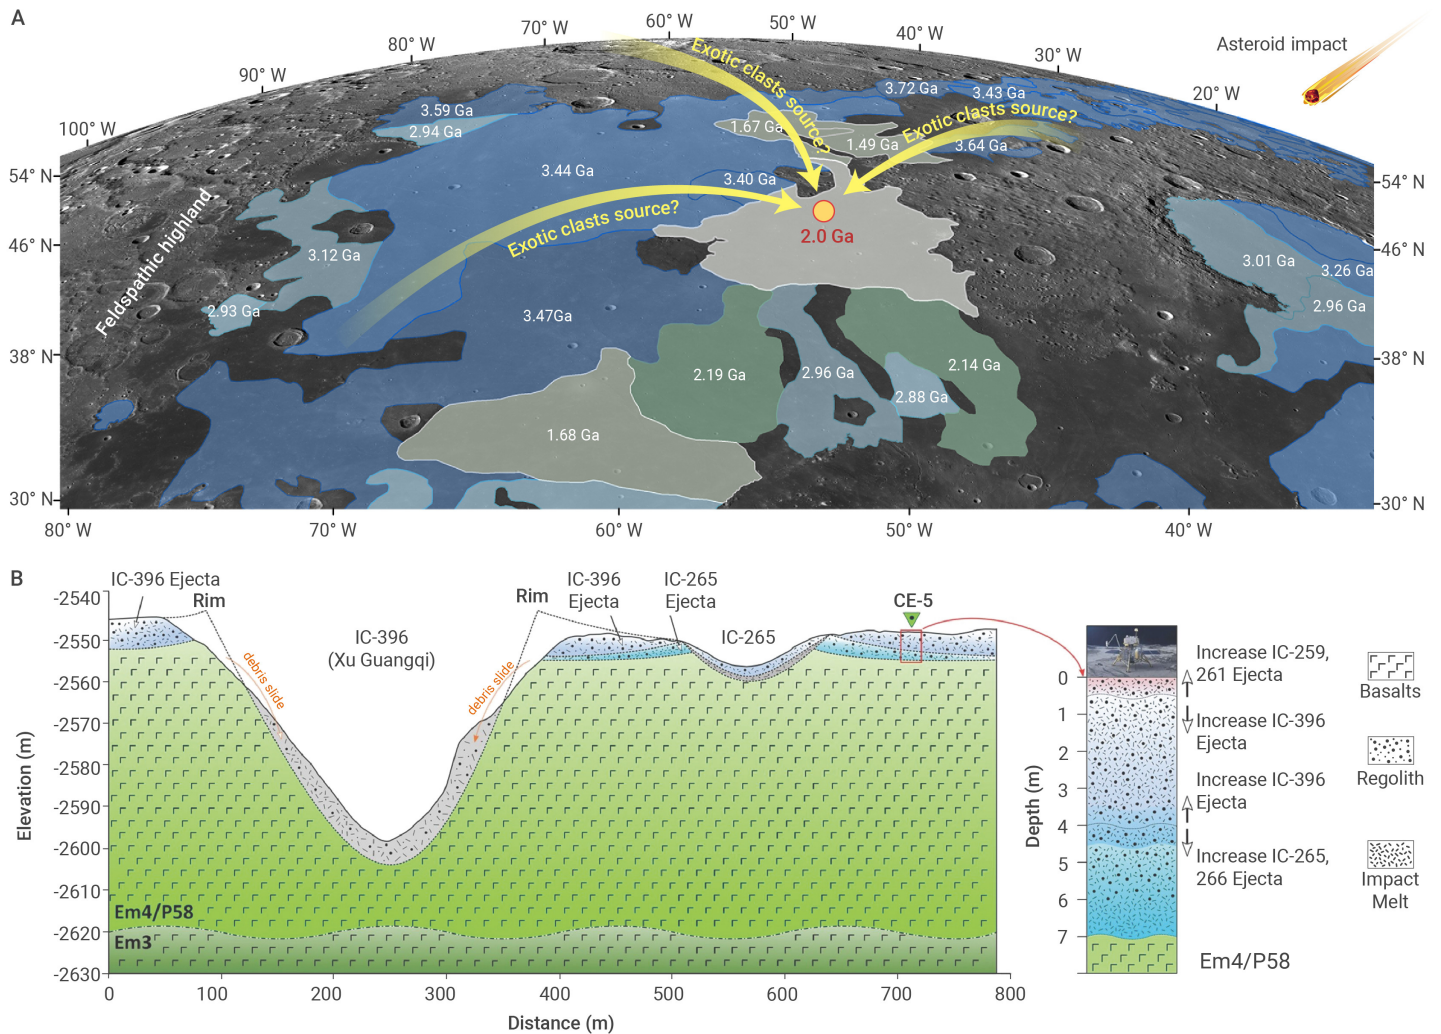 A
100° W
90° W
80° W
70° W
60° W
50° W
40° W
30° W
20° W
Asteroid impact
54° N
46° N
38° N
30° N
54° N
46° N
38° N
30° N
80° W
70° W
60° W
50° W
40° W
Feldspathic highland
Exotic clasts source?
Exotic clasts source?
Exotic clasts source?
3.59 Ga
2.94 Ga
3.44 Ga
3.40 Ga
1.67 Ga
1.49 Ga
3.72 Ga
3.43 Ga
3.64 Ga
2.0 Ga
3.12 Ga
2.93 Ga
3.47Ga
3.01 Ga
3.26 Ga
2.96 Ga
2.19 Ga
2.96 Ga
2.88 Ga
2.14 Ga
1.68 Ga
B
IC-396 Ejecta
Rim
IC-396
(Xu Guangqi)
Rim
IC-396
Ejecta
IC-265
Ejecta
IC-265
CE-5
debris slide
debris slide
Em4/P58
Em3
Elevation (m)
-2540
-2550
-2560
-2570
-2580
-2590
-2600
-2610
-2620
-2630
0
100
200
300
400
500
600
700
800
Distance (m)
Depth (m)
0
1
2
3
4
5
6
7
Increase IC-259,
261 Ejecta
Increase IC-396
Ejecta
Increase IC-396
Ejecta
Increase IC-265,
266 Ejecta
Em4/P58
Basalts
Regolith
Impact
Melt